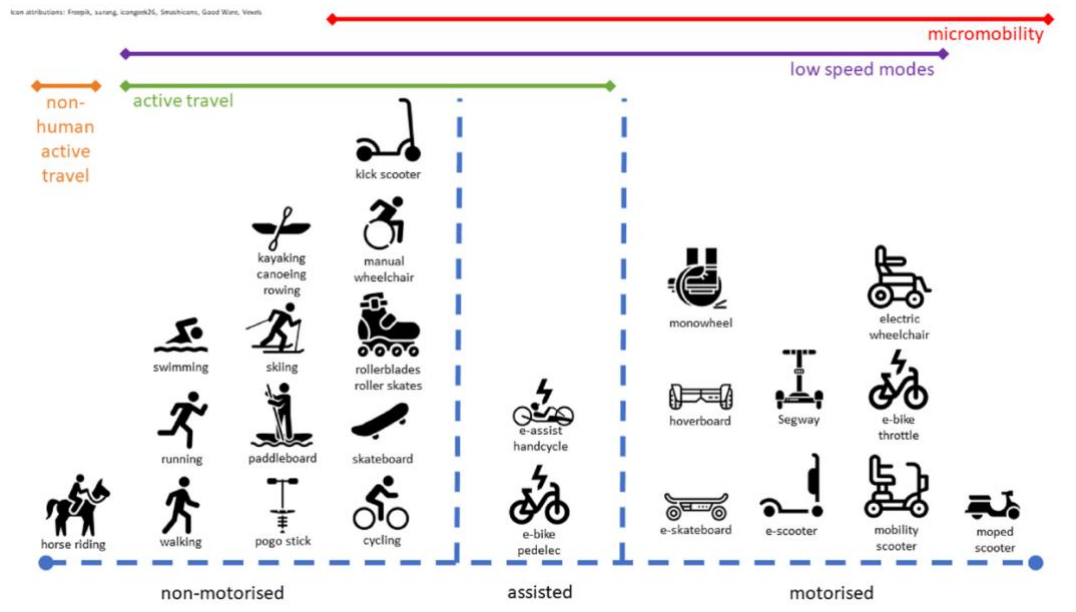 Icon attributions: Freepik, surang, icongeek26, Smashicons, Good Ware, Vexels
micromobility
low speed modes
active travel
non-
human
active
travel
kick scooter
kayaking
canoeing
rowing
manual
wheelchair
monowheel
electric
wheelchair
swimming
skiing
rollerblades
roller skates
hoverboard
Segway
e-bike
throttle
e-assist
handcycle
running
paddleboard
skateboard
horse riding
walking
pogo stick
cycling
e-bike
pedelec
e-skateboard
e-scooter
mobility
scooter
moped
scooter
non-motorised
assisted
motorised